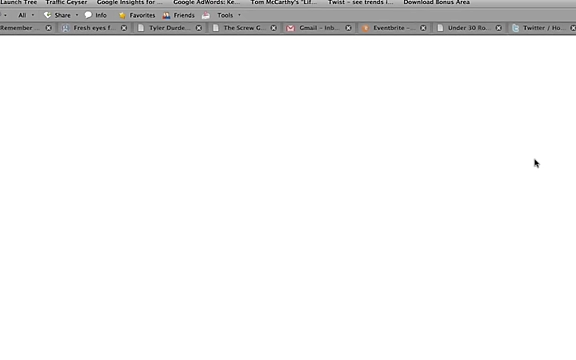 Launch Tree Traffic Geyser Google Insights for ... Google AdWords: Ke... Tom McCarthy's "Lif... Twist – see trends i... Download Bonus Area
All Share Info Favorites Friends Tools
Remember ... Fresh eyes f... Tyler Durde... The Screw G... Gmail – Inb... Eventbrite –... Under 30 Ro... Twitter / Ho...